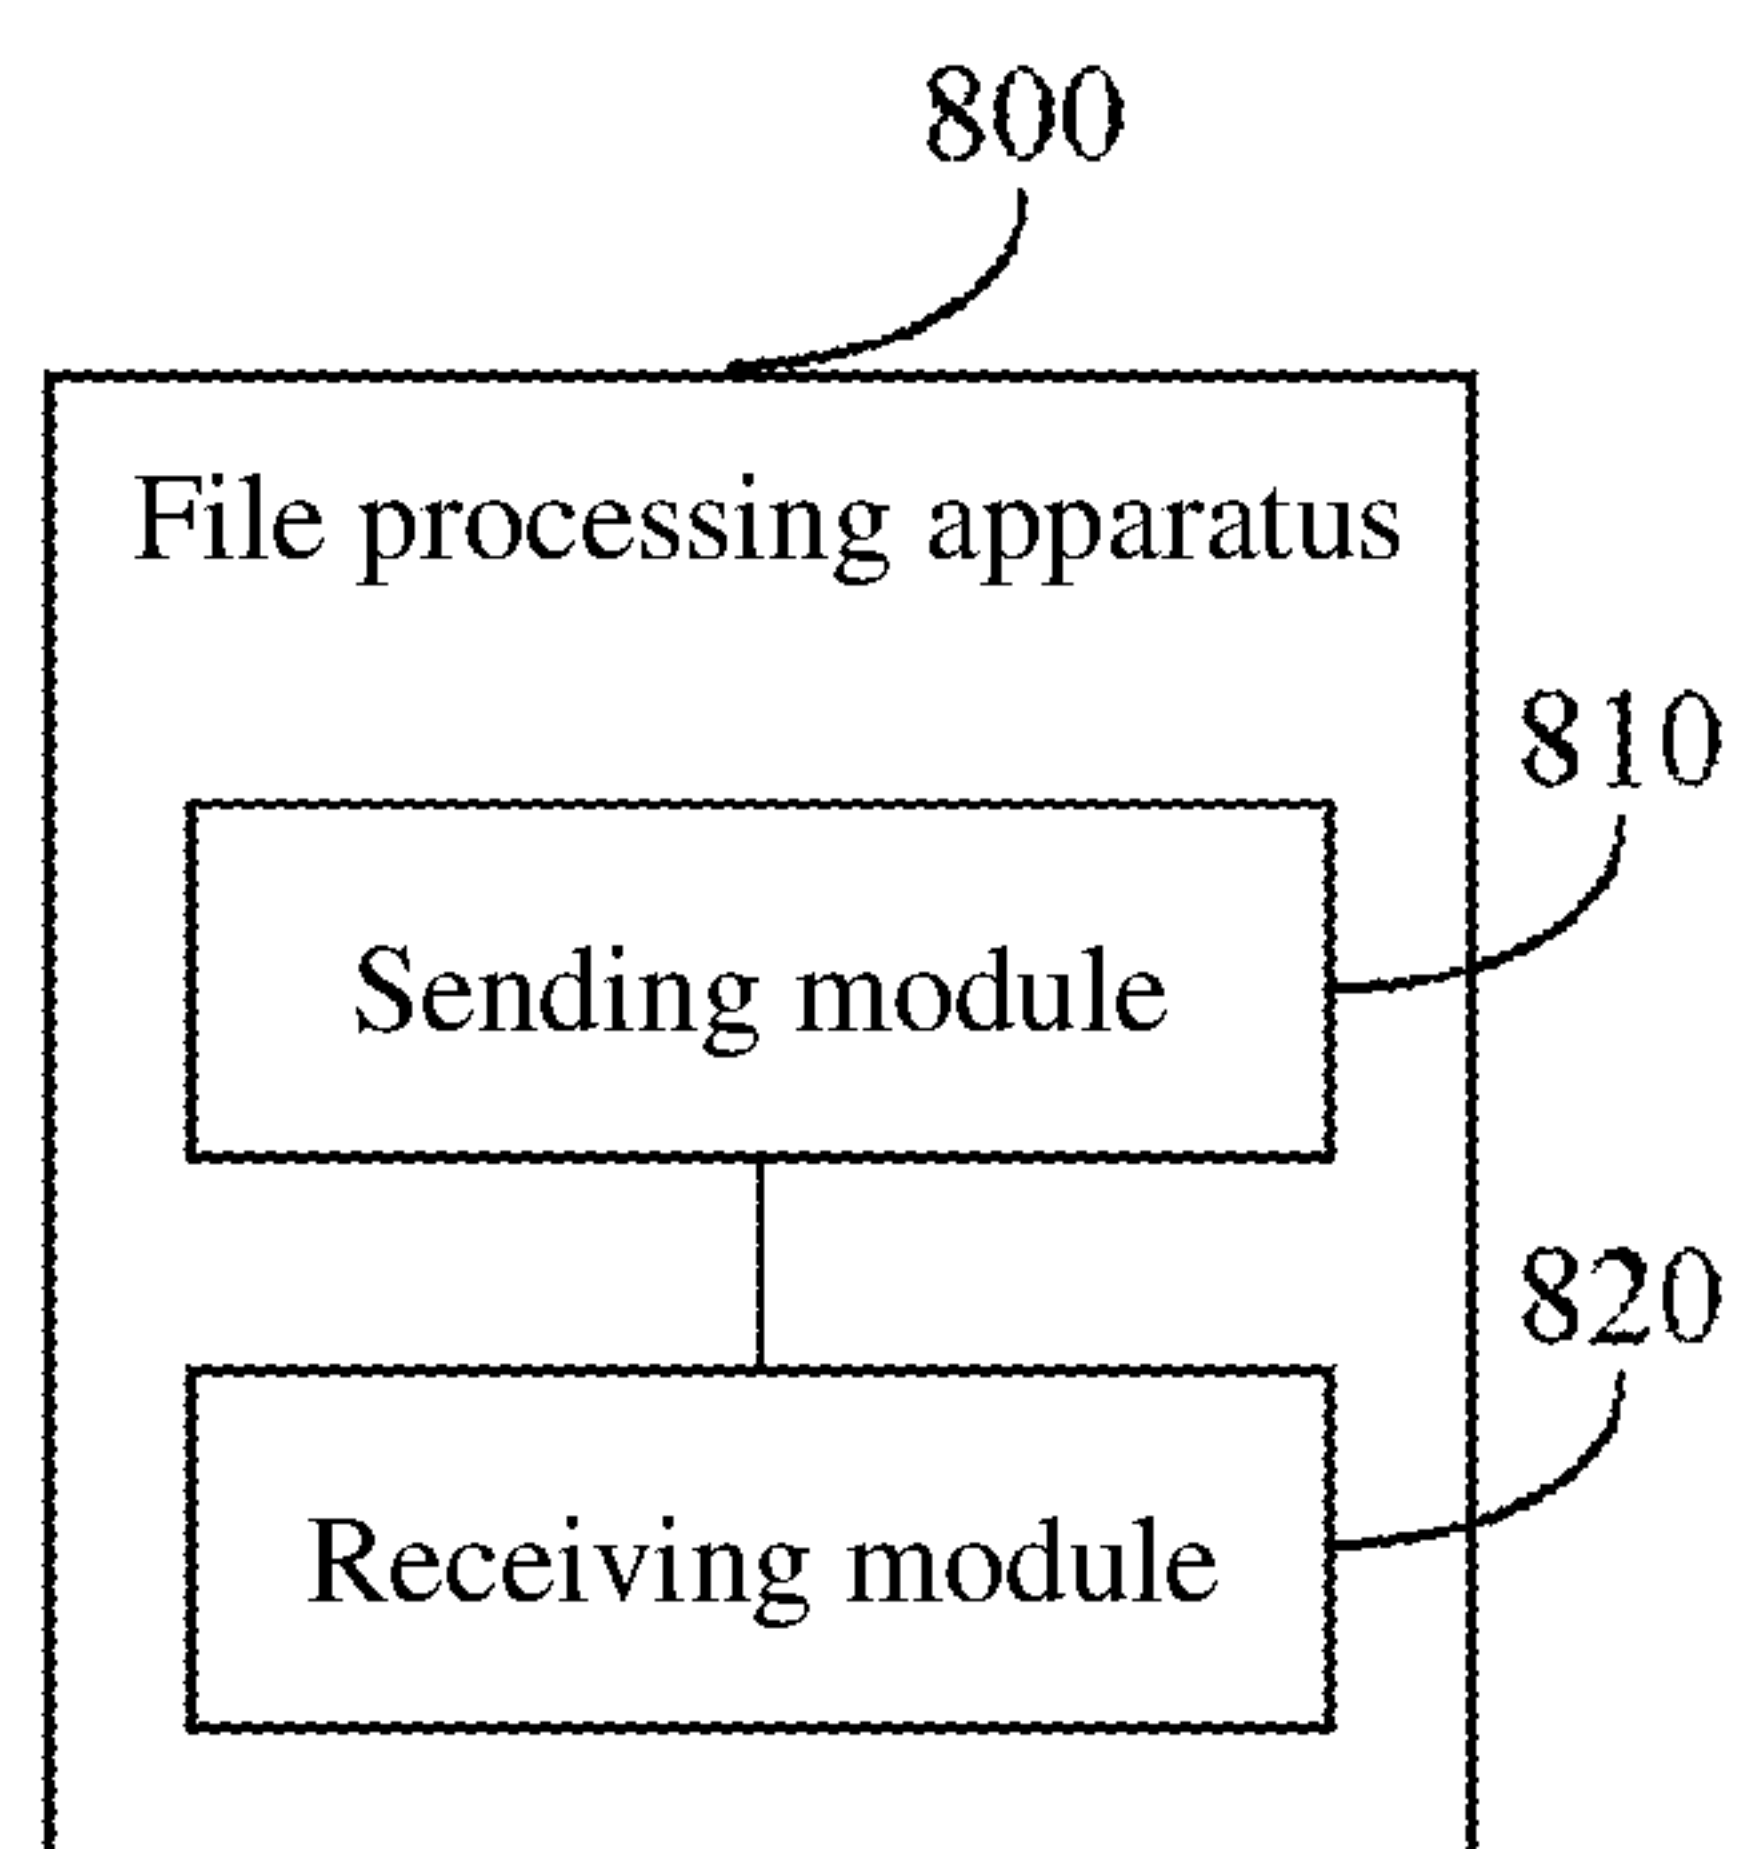 800
File processing apparatus
810
Sending module
820
Receiving module